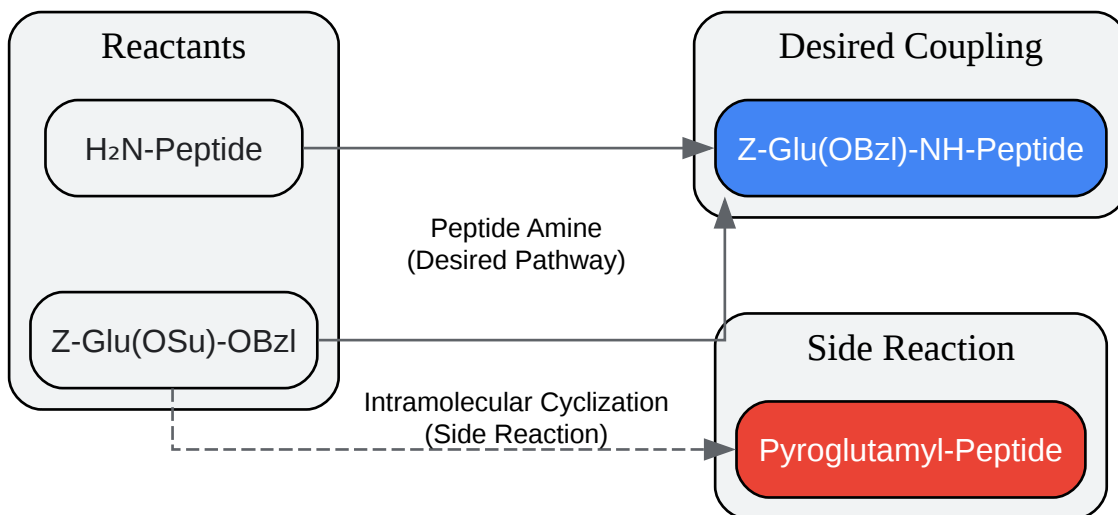 Reactants
H₂N-Peptide
Z-Glu(OSu)-OBzl
Peptide Amine
(Desired Pathway)
Intramolecular Cyclization
(Side Reaction)
Desired Coupling
Z-Glu(OBzl)-NH-Peptide
Side Reaction
Pyroglutamyl-Peptide